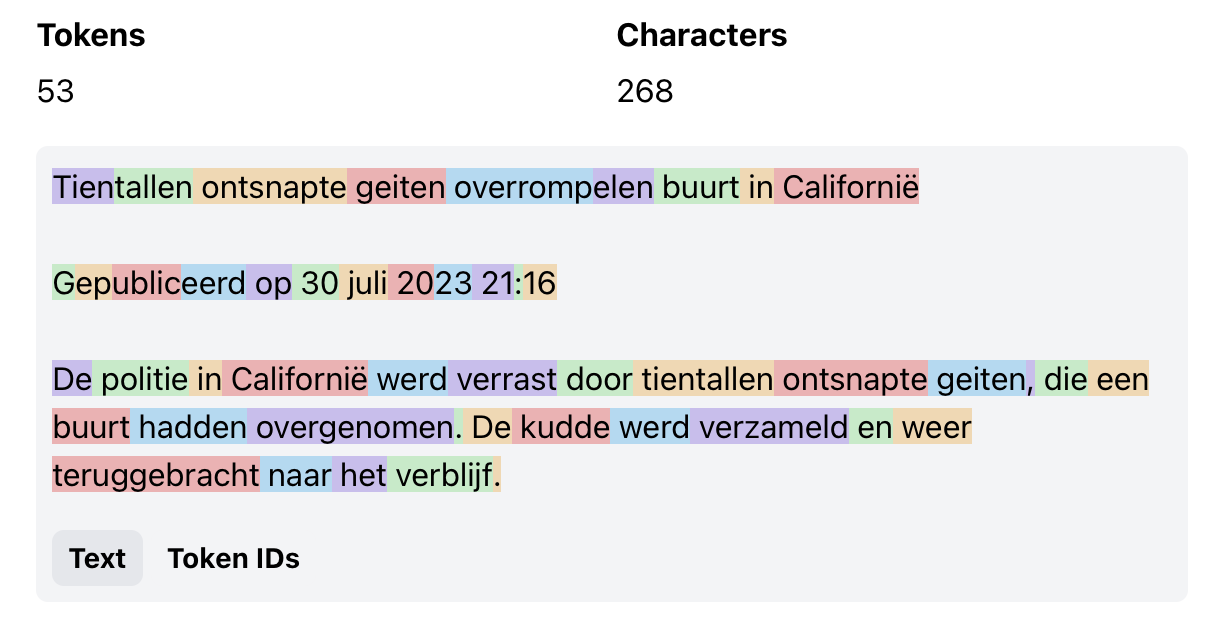 Tokens
Characters
53
268
Tientallen ontsnapte geiten overrompelen buurt in Californië
Gepubliceerd op 30 juli 2023 21:16
De politie in Californië werd verrast door tientallen ontsnapte geiten, die een
buurt hadden overgenomen. De kudde werd verzameld en weer
teruggebracht naar het verblijf.
Text
Token IDs